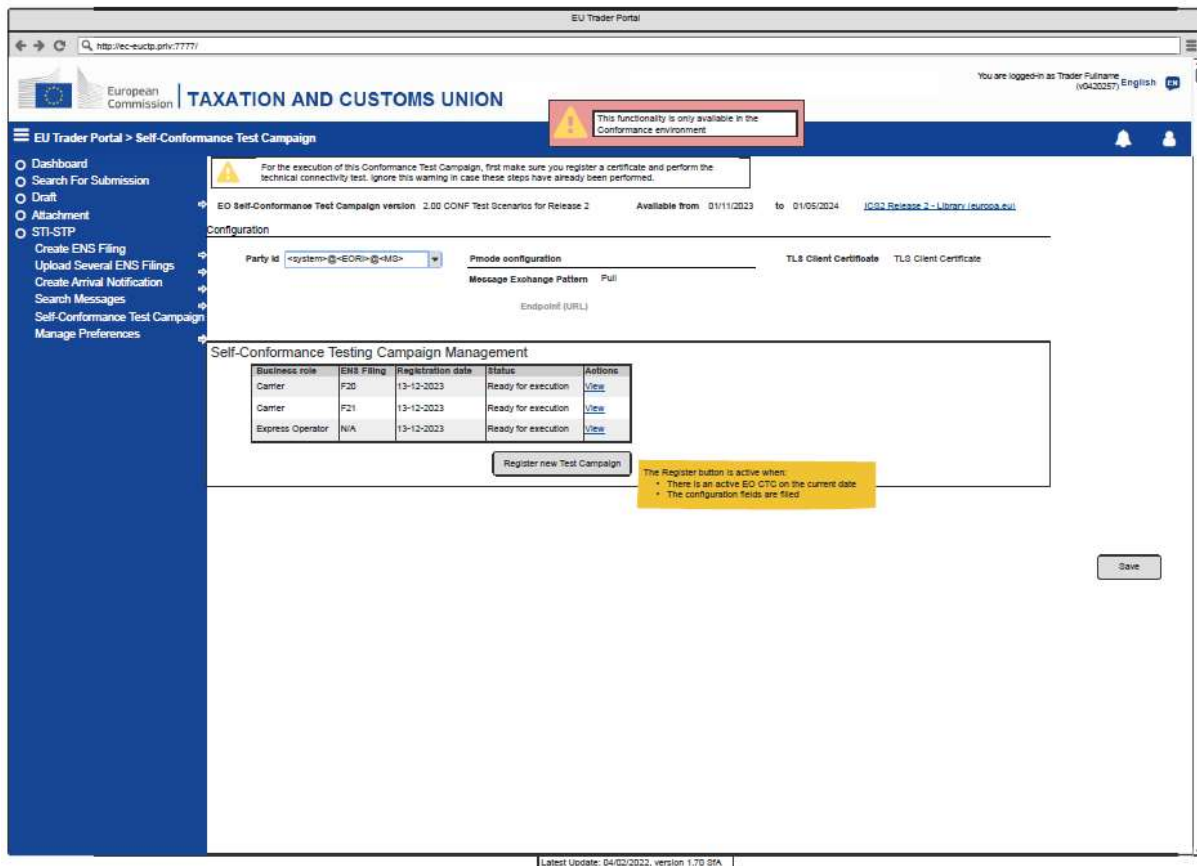 EU Trader Portal
http://ec-euctp.priv:7777/
European
Commission
TAXATION AND CUSTOMS UNION
You are logged-in as Trader Fullname
(v0420257)
English
EN
This functionality is only available in the
Conformance environment
EU Trader Portal > Self-Conformance Test Campaign
Dashboard
Search For Submission
Draft
Attachment
STI-STP
Create ENS Filing
Upload Several ENS Filings
Create Arrival Notification
Search Messages
Self-Conformance Test Campaign
Manage Preferences
For the execution of this Conformance Test Campaign, first make sure you register a certificate and perform the
technical connectivity test. Ignore this warning in case these steps have already been performed.
EO Self-Conformance Test Campaign version 2.00 CONF Test Scenarios for Release 2 Available from 01/11/2023 to 01/05/2024 ICS2 Release 2 - Library (europa.eu)
Configuration
Party Id <system>@<EORI>@<MS> Pmode configuration TLS Client Certificate TLS Client Certificate
Message Exchange Pattern Pull
Endpoint (URL)
Self-Conformance Testing Campaign Management
Business role ENS Filing Registration date Status Actions
Carrier F20 13-12-2023 Ready for execution View
Carrier F21 13-12-2023 Ready for execution View
Express Operator N/A 13-12-2023 Ready for execution View
Register new Test Campaign
The Register button is active when:
• There is an active EO CTC on the current date
• The configuration fields are filled
Save
Latest Update: 04/02/2022, version 1.70 SfA